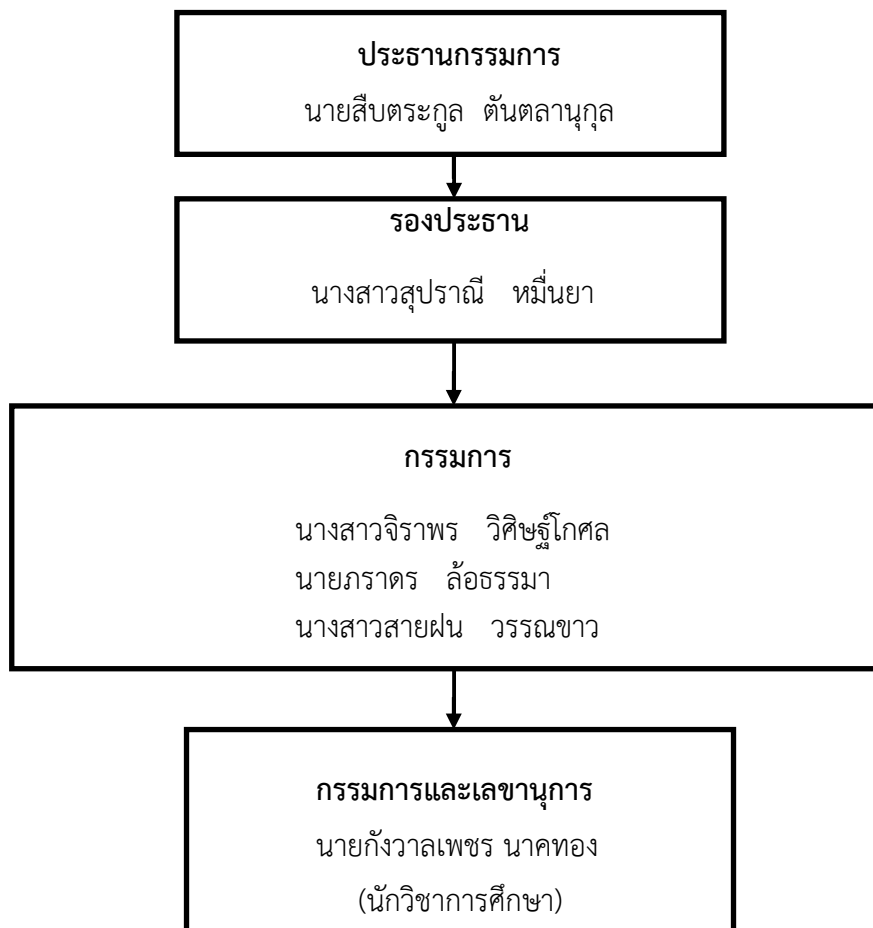 ประธานกรรมการ
นายสืบตระกูล ตันตลานุกุล
รองประธาน
นางสาวสุปราณี หมื่นยา
กรรมการ
นางสาวจิราพร วิศิษฐ์โกศล
นายภราดร ล้อธรรมา
นางสาวสายฝน วรรณขาว
กรรมการและเลขานุการ
นายกังวาลเพชร นาคทอง
(นักวิชาการศึกษา)